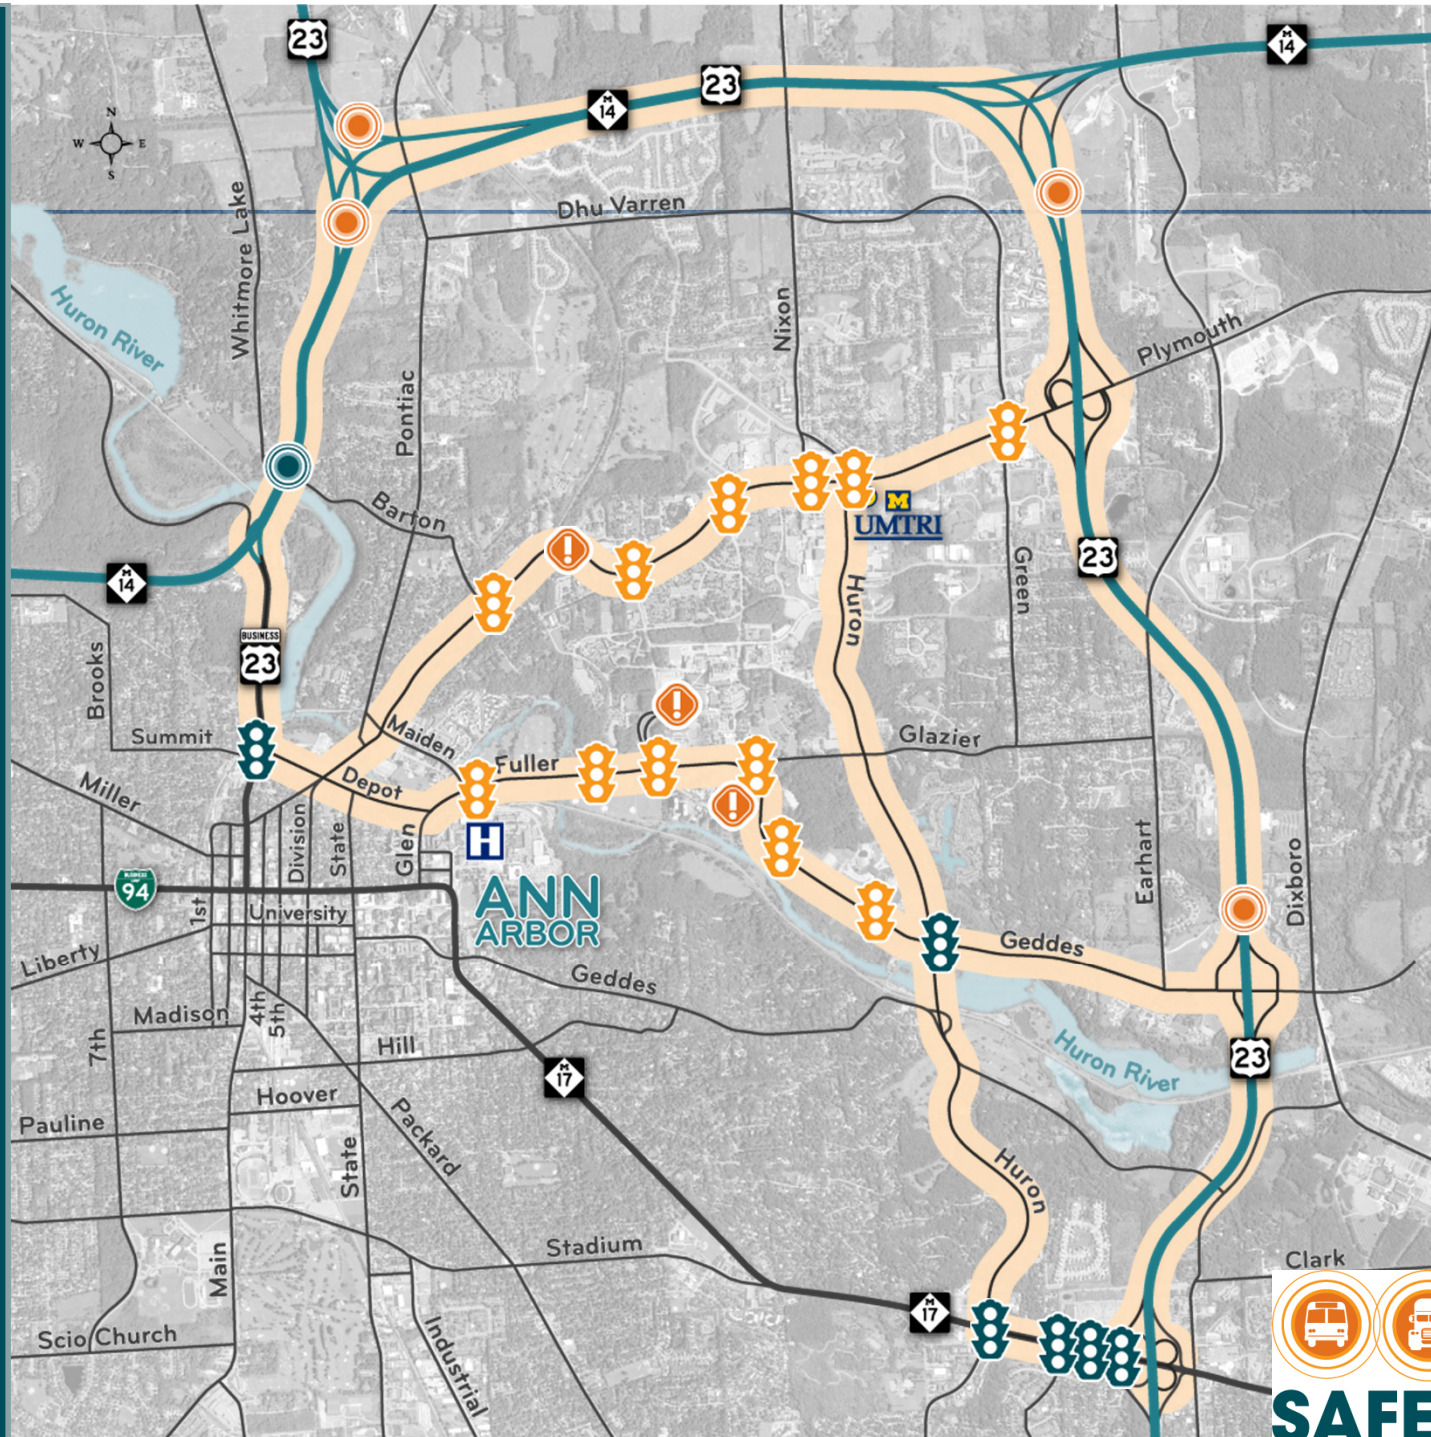 23
M
14
23
M
14
N
W E
S
Whitmore Lake
Dhu Varren
Huron River
Nixon
Plymouth
Pontiac
Barton
M
UMTRI
23
M
14
Huron
Green
BUSINESS
23
Brooks
Summit
Maiden
Fuller
Glazier
Miller
Depot
Division
State
Glen
H
Earhart
Dixboro
94
ANN
ARBOR
1st
University
Liberty
Geddes
Geddes
Madison
4th
5th
7th
Hill
Huron River
23
M
17
Hoover
Pauline
Packard
State
Huron
Stadium
Main
Clark
M
17
Scio Church
Industrial
SAFE